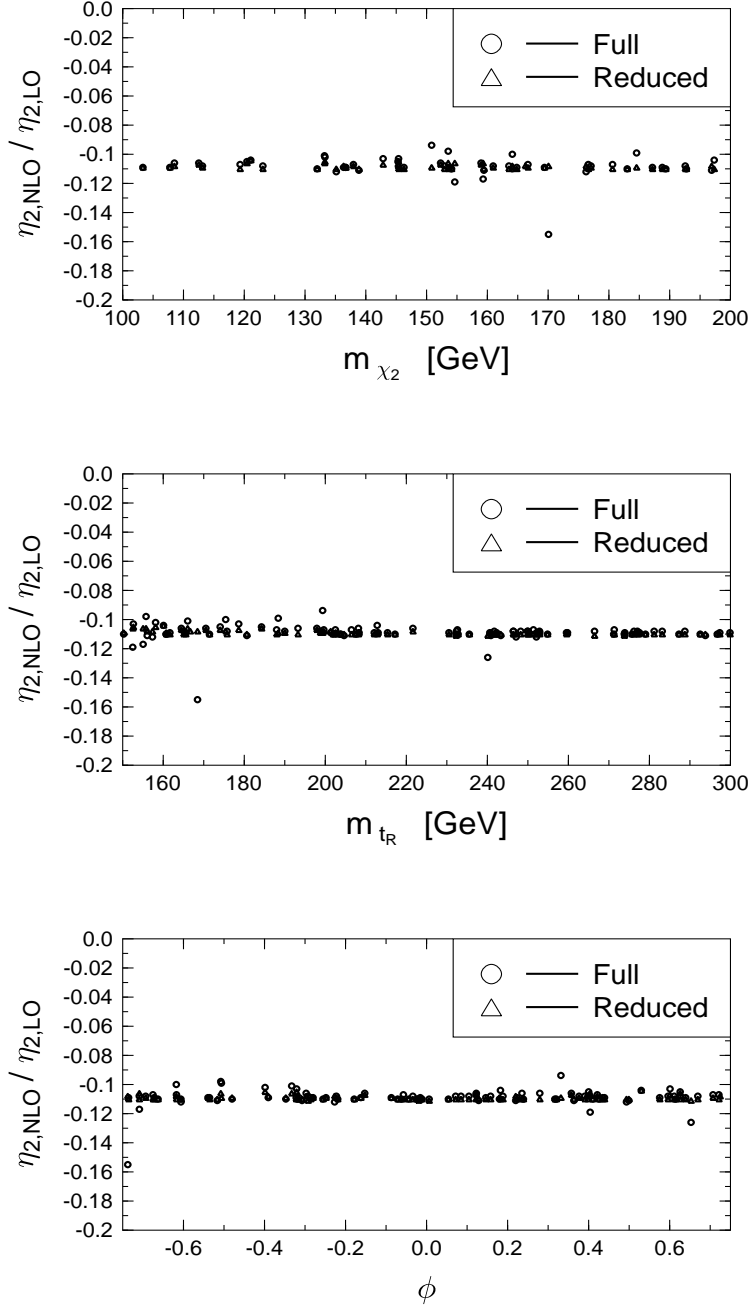 0.0
-0.02
-0.04
-0.06
-0.08
-0.1
-0.12
-0.14
-0.16
-0.18
-0.2
η2,NLO / η2,LO
Full
Reduced
100 110 120 130 140 150 160 170 180 190 200
m χ2 [GeV]
0.0
-0.02
-0.04
-0.06
-0.08
-0.1
-0.12
-0.14
-0.16
-0.18
-0.2
η2,NLO / η2,LO
Full
Reduced
160 180 200 220 240 260 280 300
m tR [GeV]
0.0
-0.02
-0.04
-0.06
-0.08
-0.1
-0.12
-0.14
-0.16
-0.18
-0.2
η2,NLO / η2,LO
Full
Reduced
-0.6 -0.4 -0.2 0.0 0.2 0.4 0.6
ϕ